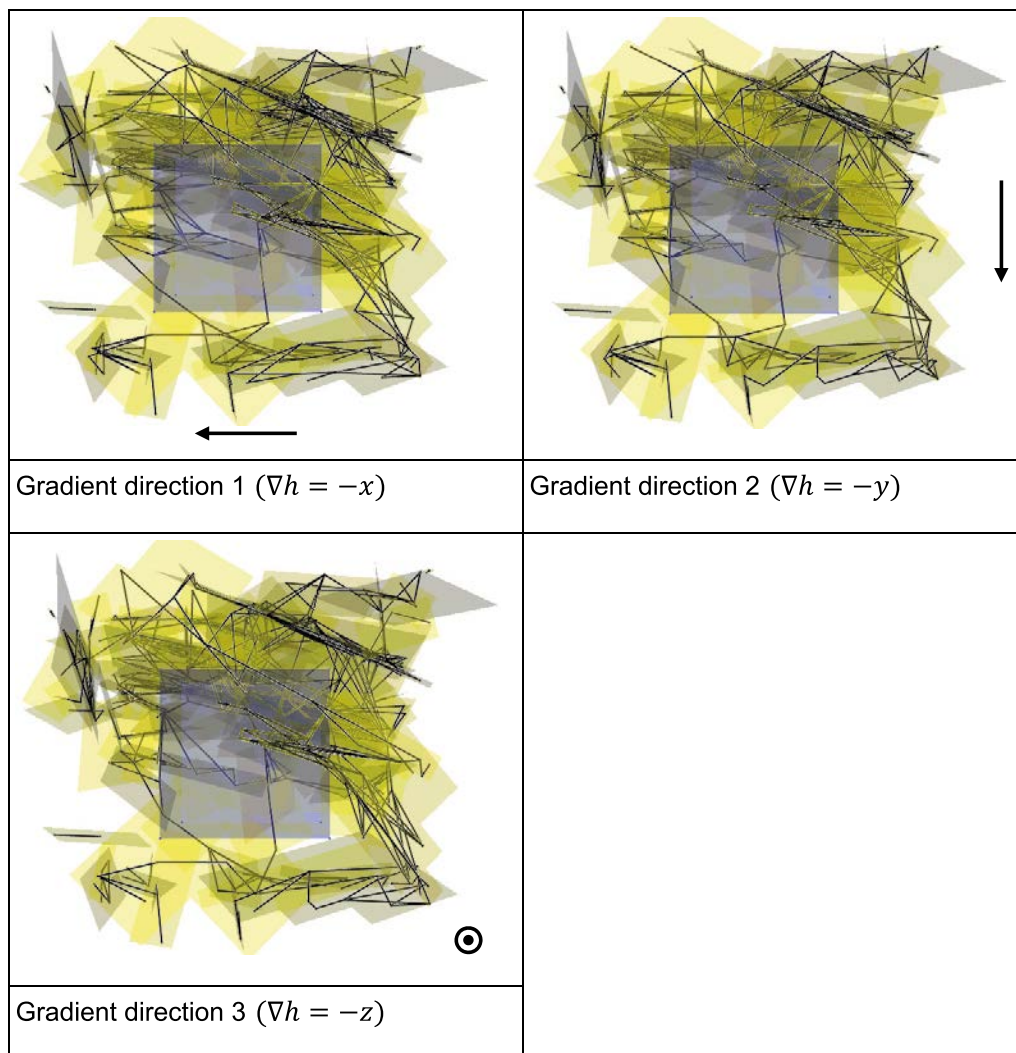 Gradient direction 1 (∇ℎ = −𝑥)
Gradient direction 2 (∇ℎ = −𝑦)
Gradient direction 3 (∇ℎ = −𝑧)